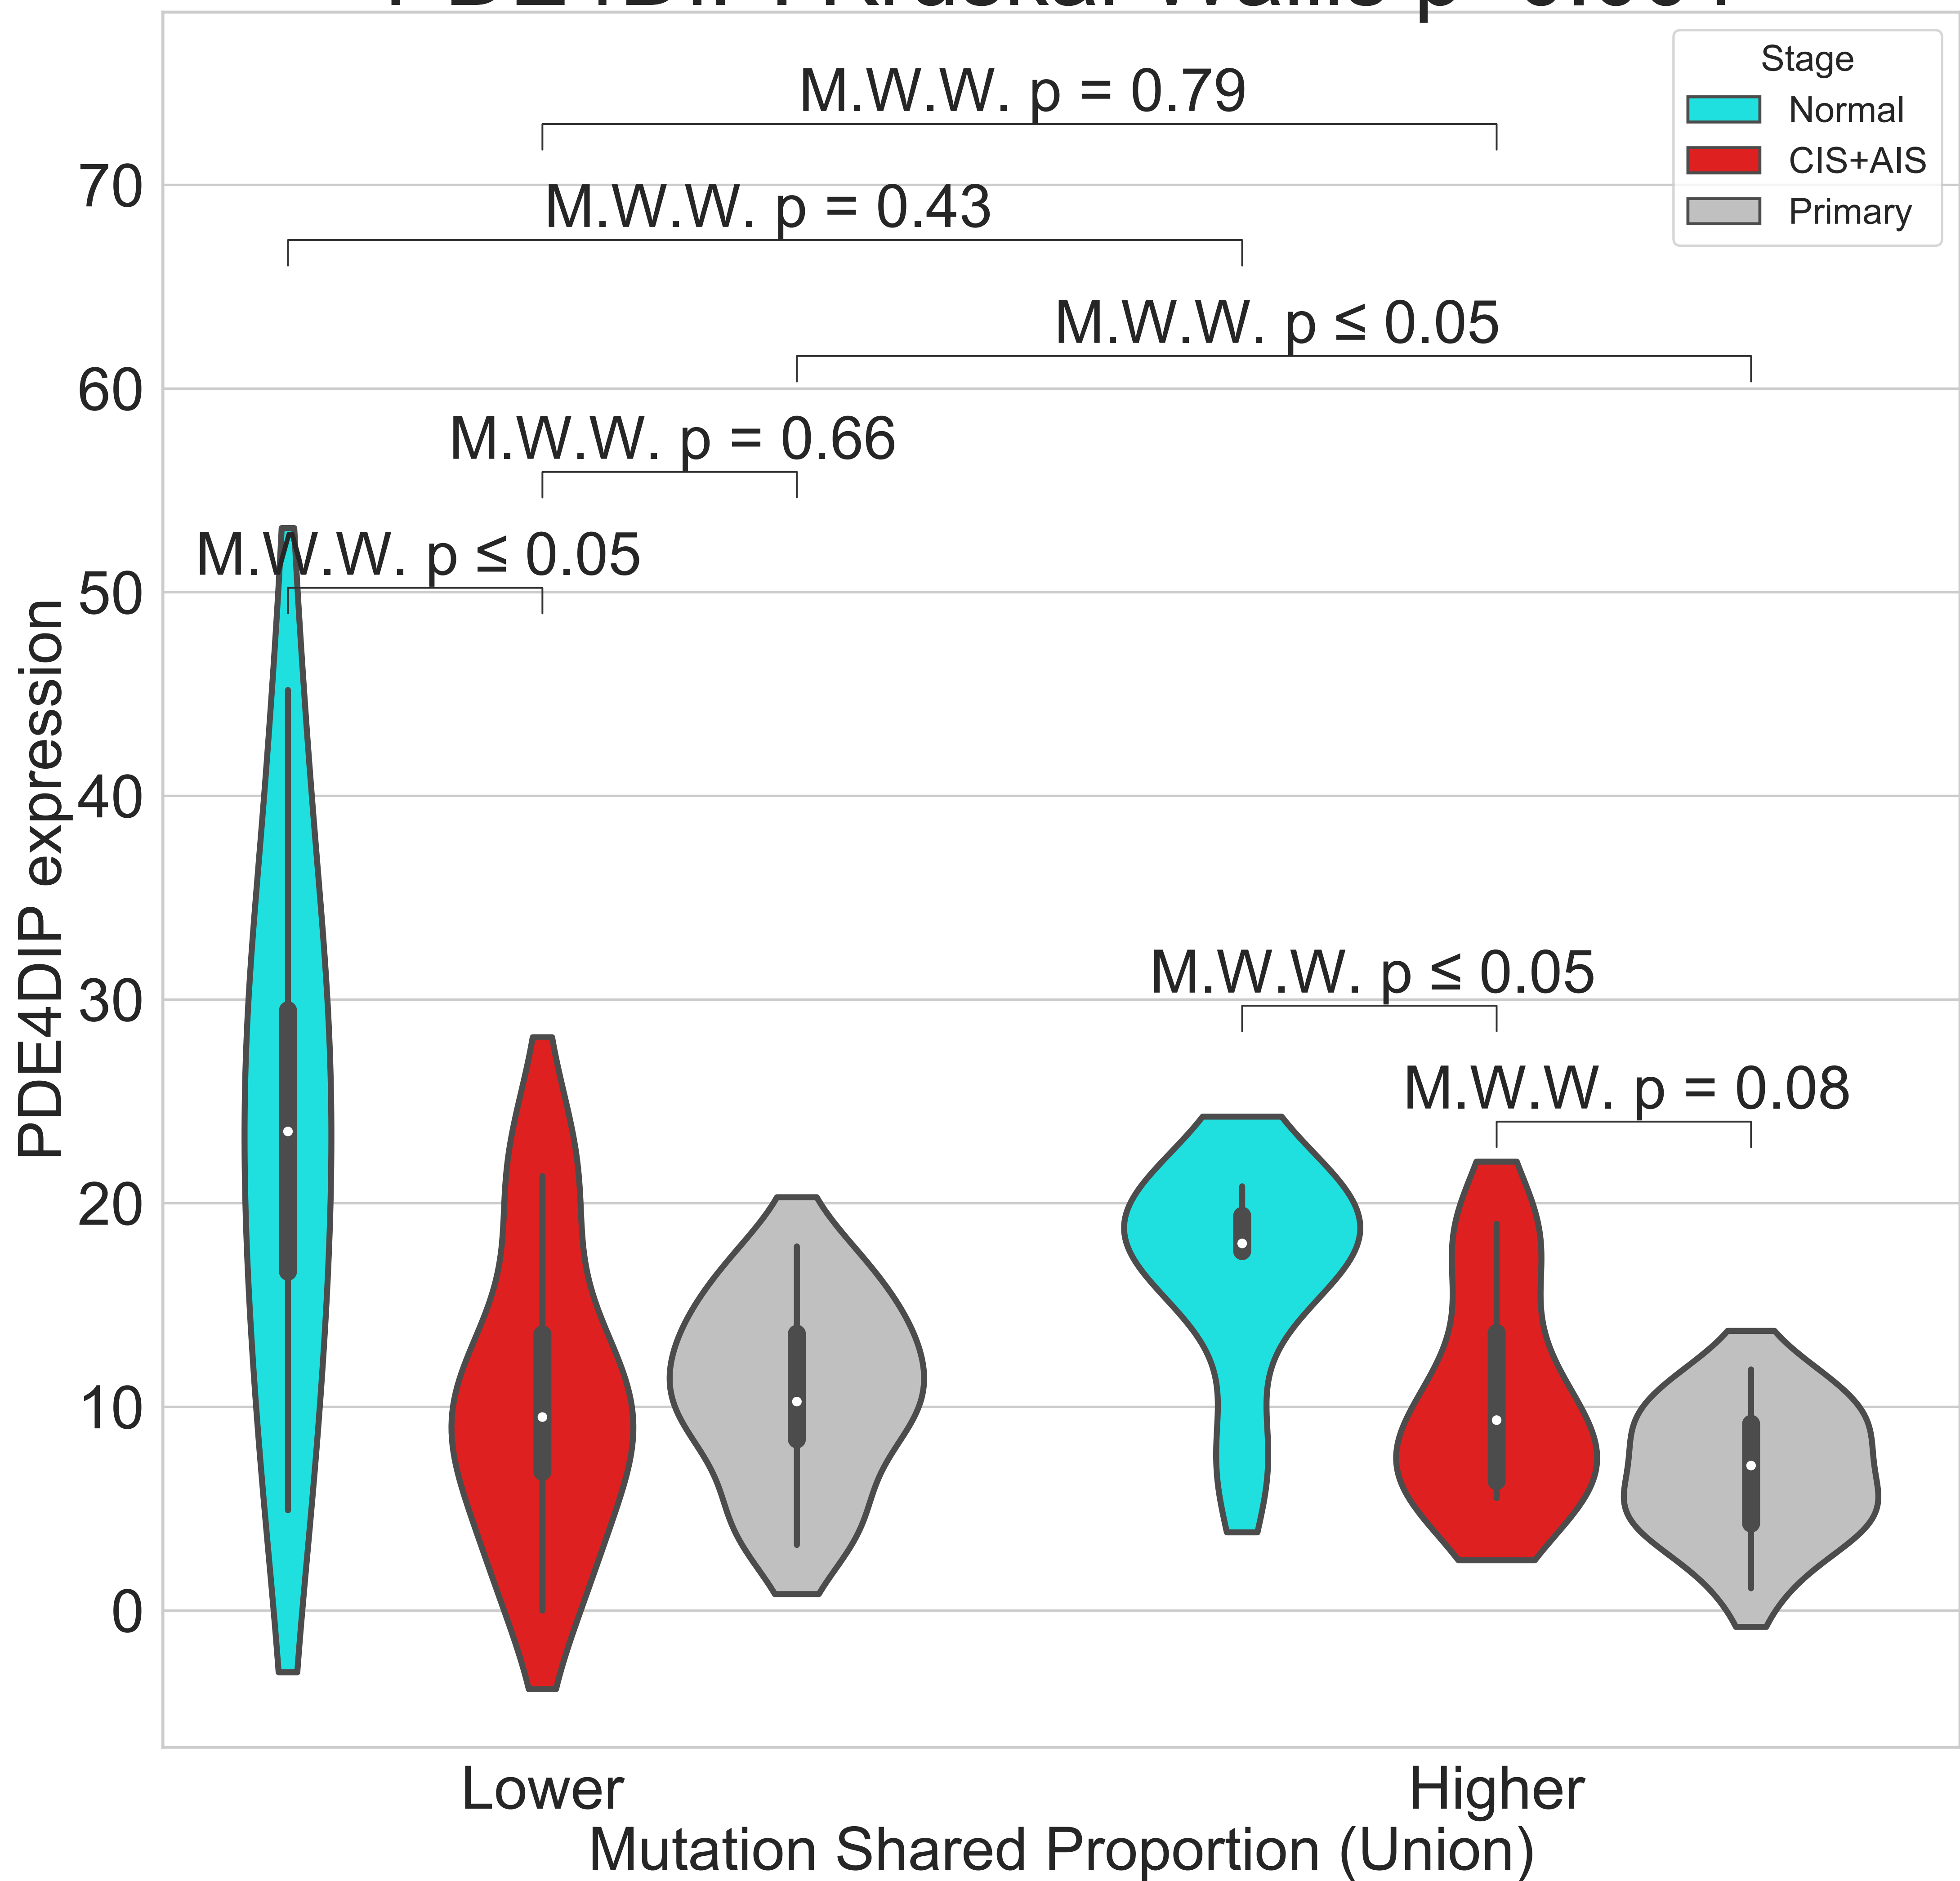 Stage
Normal
CIS+AIS
Primary
M.W.W. p = 0.79
M.W.W. p = 0.43
M.W.W. p ≤ 0.05
M.W.W. p = 0.66
M.W.W. p ≤ 0.05
M.W.W. p ≤ 0.05
M.W.W. p = 0.08
70
60
50
40
30
20
10
0
PDE4DIP expression
Lower
Higher
Mutation Shared Proportion (Union)